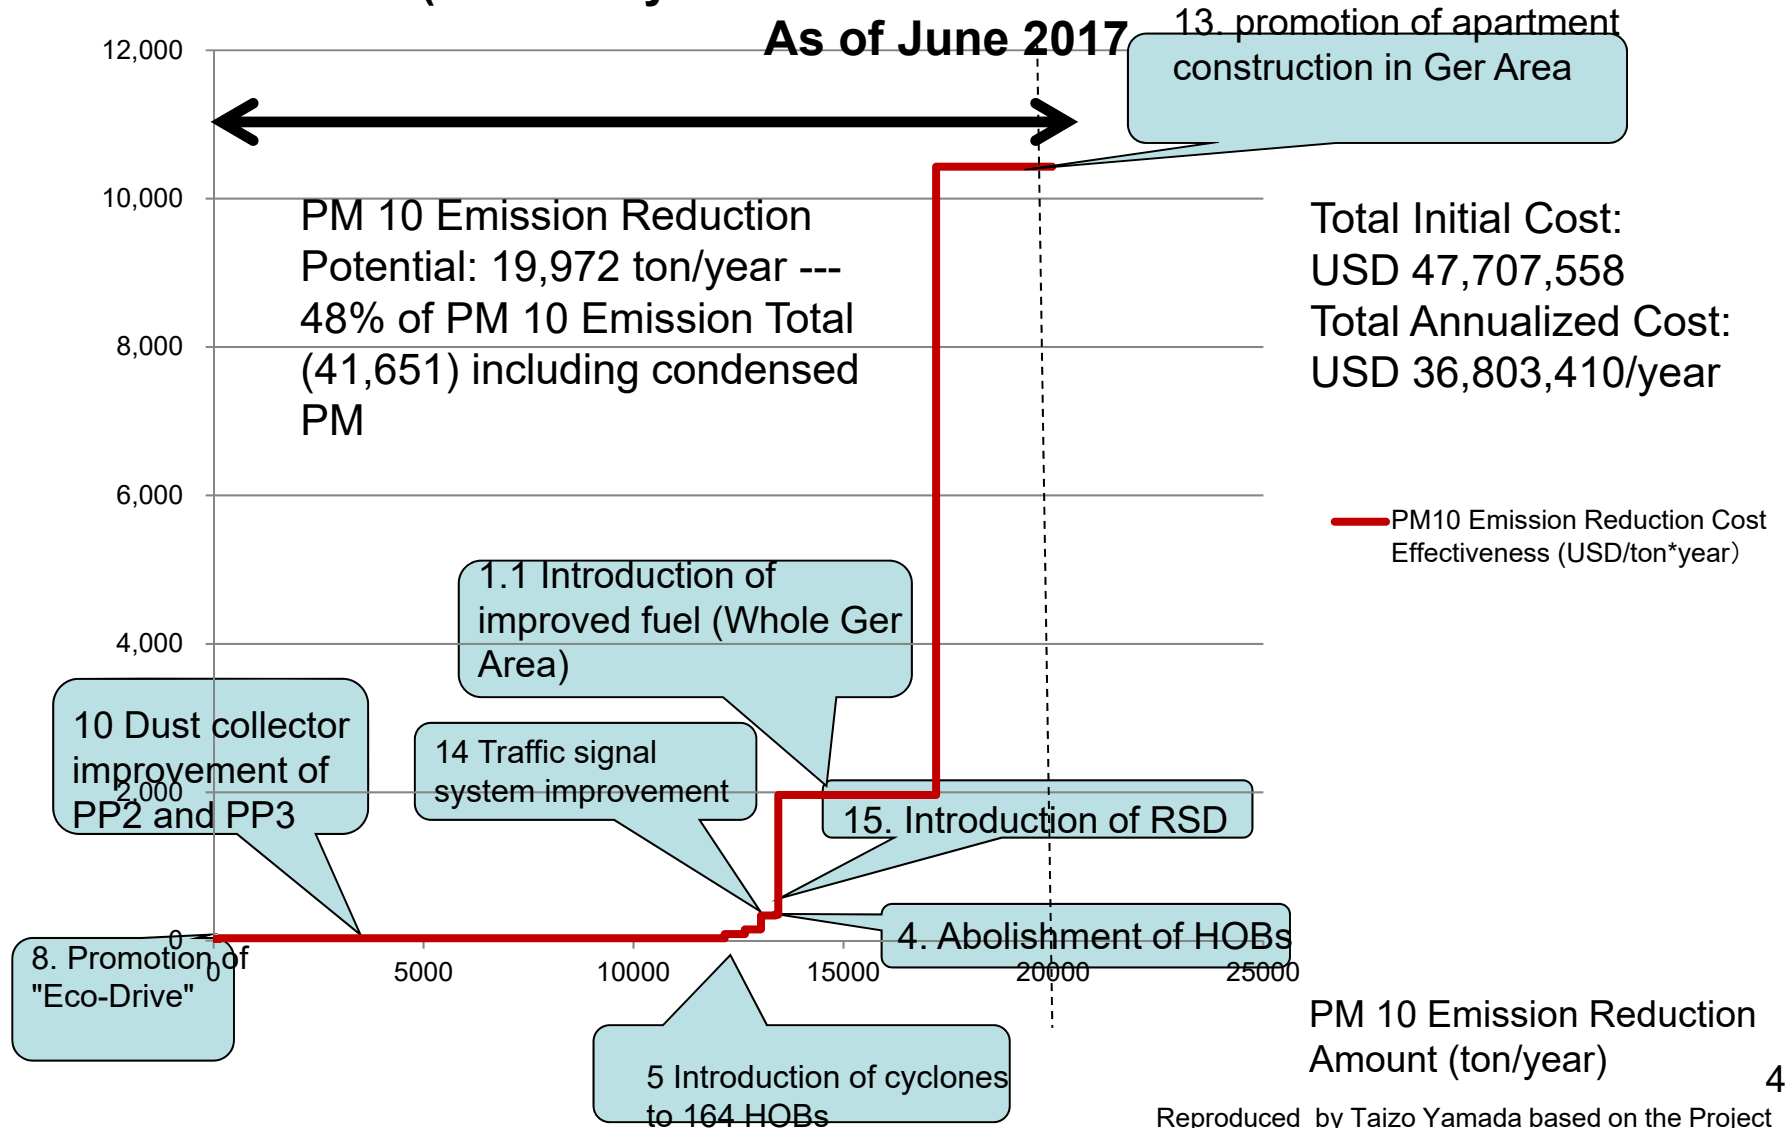 As of June 2017
13. promotion of apartment
construction in Ger Area
12,000
10,000
8,000
6,000
4,000
2,000
0
PM 10 Emission Reduction
Potential: 19,972 ton/year ---
48% of PM 10 Emission Total
(41,651) including condensed
PM
Total Initial Cost:
USD 47,707,558
Total Annualized Cost:
USD 36,803,410/year
PM10 Emission Reduction Cost
Effectiveness (USD/ton*year）
1.1 Introduction of
improved fuel (Whole Ger
Area)
10 Dust collector
improvement of
PP2 and PP3
14 Traffic signal
system improvement
15. Introduction of RSD
4. Abolishment of HOBs
8. Promotion of
"Eco-Drive"
0 5000 10000 15000 20000 25000
5 Introduction of cyclones
to 164 HOBs
PM 10 Emission Reduction
Amount (ton/year)
4
Reproduced by Taizo Yamada based on the Project